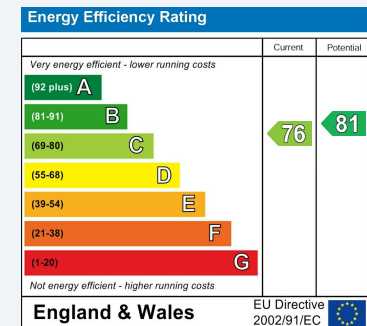 Energy Efficiency Rating
Current Potential
Very energy efficient - lower running costs
(92 plus) A
(81-91) B
(69-80) C
(55-68) D
(39-54) E
(21-38) F
(1-20) G
76
81
Not energy efficient - higher running costs
England & Wales
EU Directive
2002/91/EC